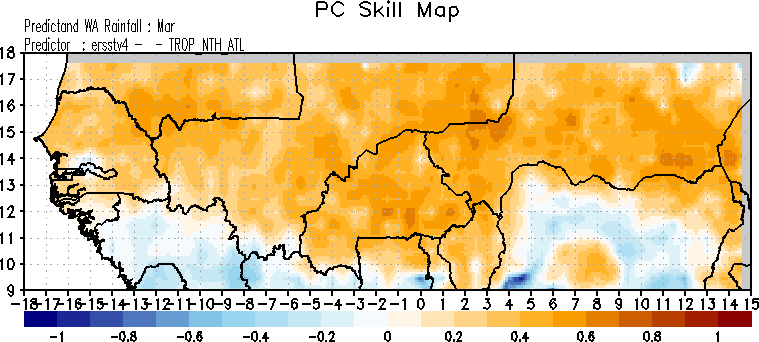 PC Skill Map
Predictand WA Rainfall : Mar
Predictor : ersstv4 – – TROP_NTH_ATL
18
17
16
15
14
13
12
11
10
9
-18 -17 -16 -15 -14 -13 -12 -11 -10 -9 -8 -7 -6 -5 -4 -3 -2 -1 0 1 2 3 4 5 6 7 8 9 10 11 12 13 14 15
-1 -0.8 -0.6 -0.4 -0.2 0 0.2 0.4 0.6 0.8 1